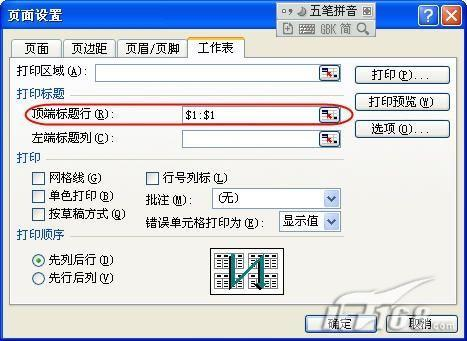 页面设置
五笔拼音
GBK 简
页面 页边距 页眉/页脚 工作表
打印区域(A):
打印(P)...
打印标题
打印预览(W)
顶端标题行(R): $1:$1
选项(O)...
左端标题列(C):
打印
网格线(G) 行号列标(L)
单色打印(B) 批注(M): (无)
按草稿方式(Q) 错误单元格打印为(E): 显示值
打印顺序
先列后行(D)
先行后列(V)
IT168
确定 取消